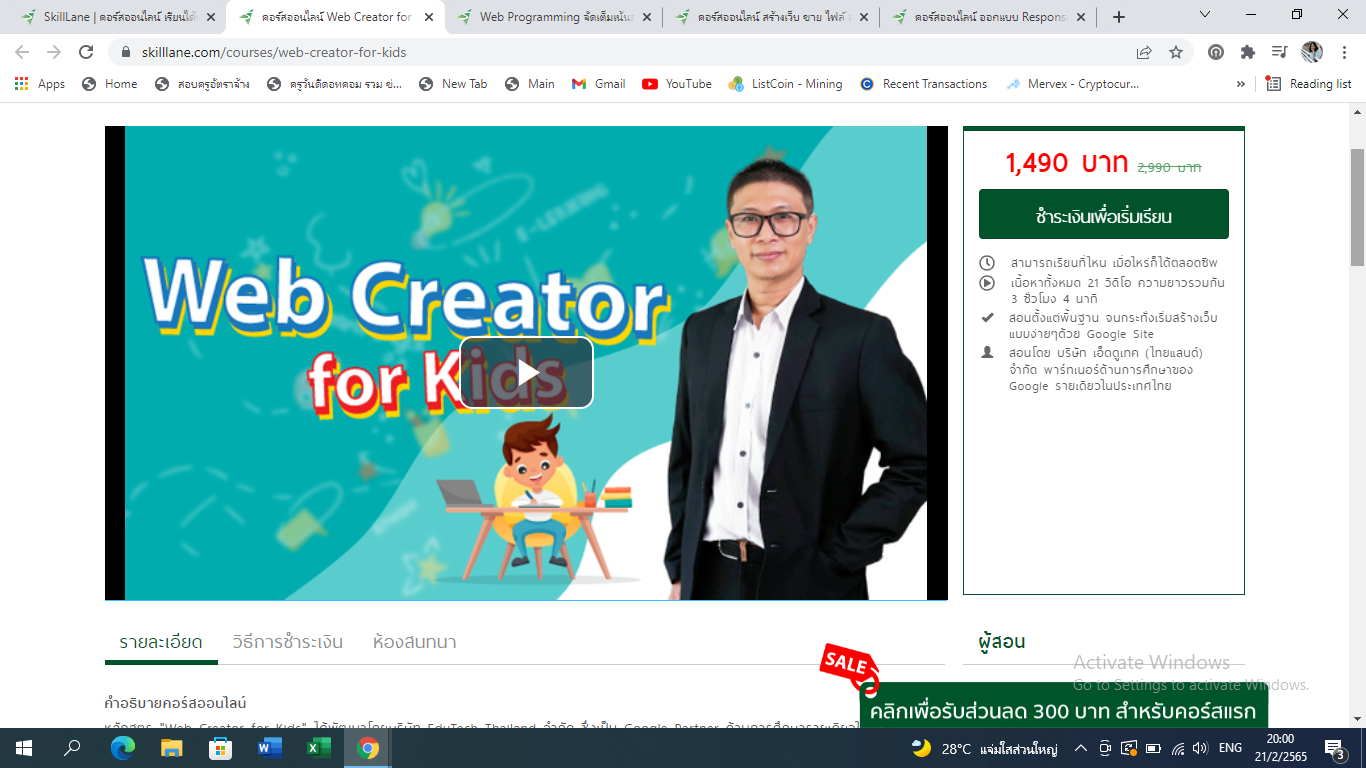 SkillLane | คอร์สออนไลน์ เรียนได้
คอร์สออนไลน์ Web Creator for
Web Programming จัดเต็มเน้น
คอร์สออนไลน์ สร้างเว็บ ขาย ไฟล์
คอร์สออนไลน์ ออกแบบ Respons
skilllane.com/courses/web-creator-for-kids
Apps
Home
สอบครูอัตราจ้าง
ครูวันดีดอทคอม รวม ข่...
New Tab
Main
Gmail
YouTube
ListCoin - Mining
Recent Transactions
Mervex - Cryptocur...
»
Reading list
E-LEARNING
Web Creator
for Kids
STUDY
1,490 บาท 2,990 บาท
ชำระเงินเพื่อเริ่มเรียน
สามารถเรียนที่ไหน เมื่อไหร่ก็ได้ตลอดชีพ
เนื้อหาทั้งหมด 21 วิดีโอ ความยาวรวมกัน
3 ชั่วโมง 4 นาที
สอนตั้งแต่พื้นฐาน จนกระทั่งเริ่มสร้างเว็บ
แบบง่ายๆด้วย Google Site
สอนโดย บริษัท เอ็ดดูเทค (ไทยแลนด์)
จำกัด พาร์ทเนอร์ด้านการศึกษาของ
Google รายเดียวในประเทศไทย
รายละเอียด
วิธีการชำระเงิน
ห้องสนทนา
ผู้สอน
SALE
Activate Windows
Go to Settings to activate Windows.
คำอธิบายคอร์สออนไลน์
คลิกเพื่อรับส่วนลด 300 บาท สำหรับคอร์สแรก
หลักสูตร "Web Creator for Kids" ได้พัฒนาโดยบริษัท EduTech Thailand จำกัด ซึ่งเป็น Google Partner ด้านการศึกษารายเดียวใ
28°C แจ่มใสส่วนใหญ่
ENG
20:00
21/2/2565
3